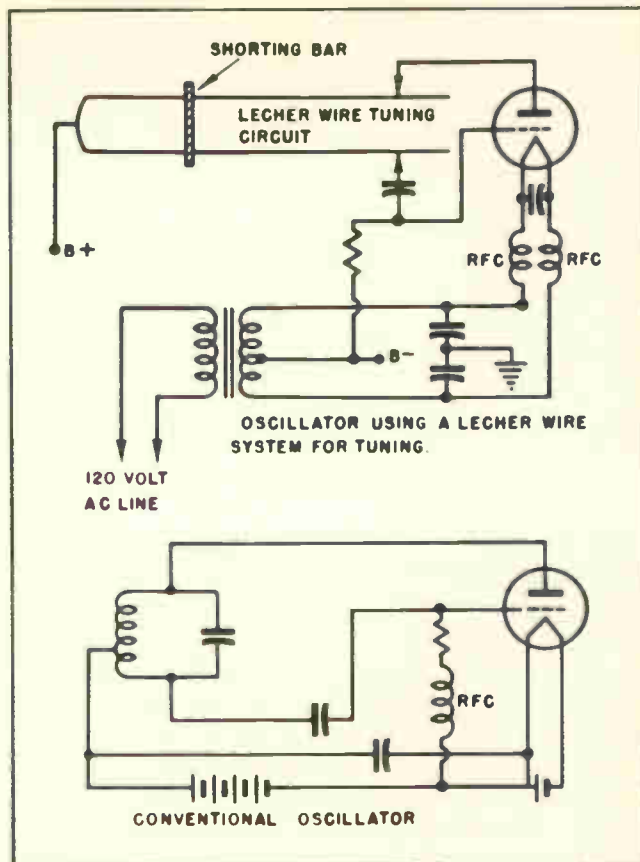 SHORTING BAR
LECHER WIRE TUNING
CIRCUIT
B+
RFC
RFC
B-
OSCILLATOR USING A LECHER WIRE
SYSTEM FOR TUNING.
120 VOLT
AC LINE
RFC
CONVENTIONAL OSCILLATOR